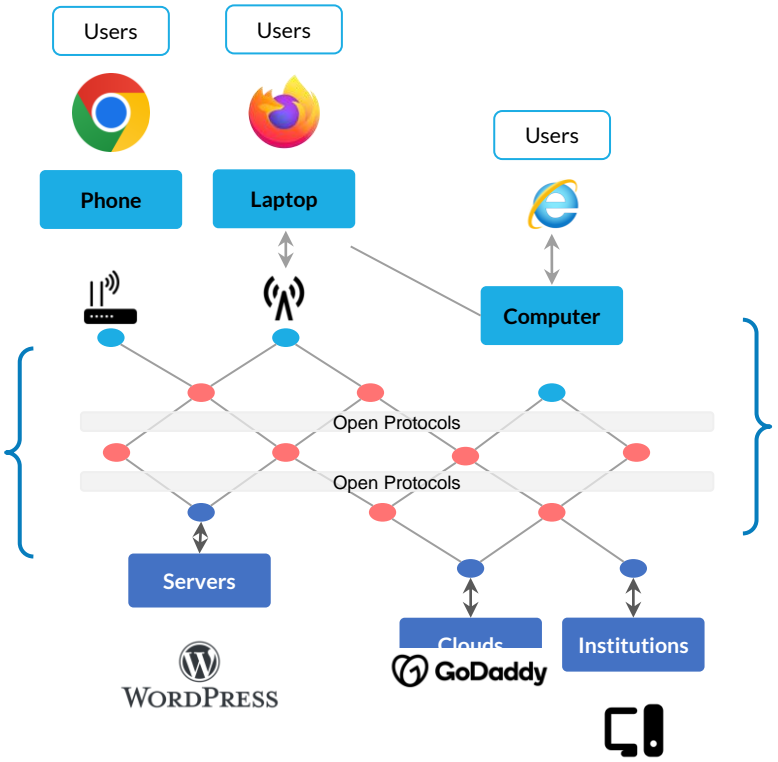 Users
Users
Users
Phone
Laptop
Computer
Open Protocols
Open Protocols
Servers
Clouds
Institutions
GoDaddy
WORDPRESS